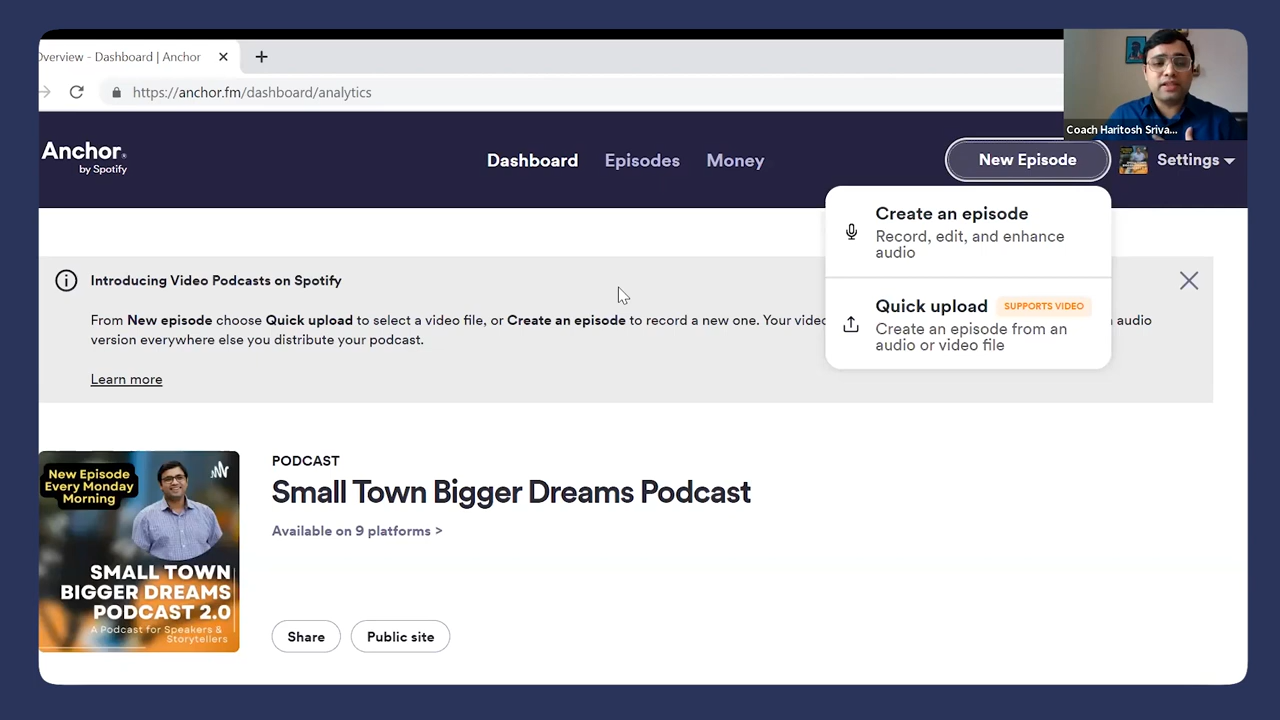 Overview - Dashboard | Anchor
https://anchor.fm/dashboard/analytics
Coach Haritosh Sriva...
Anchor
by Spotify
Dashboard
Episodes
Money
New Episode
Settings
Create an episode
Record, edit, and enhance
audio
Quick upload
SUPPORTS VIDEO
Create an episode from an
audio or video file
Introducing Video Podcasts on Spotify
From New episode choose Quick upload to select a video file, or Create an episode to record a new one. Your audio
version everywhere else you distribute your podcast.
Learn more
New Episode
Every Monday
Morning
SMALL TOWN
BIGGER DREAMS
PODCAST 2.0
A Podcast for Speakers &
Storytellers
PODCAST
Small Town Bigger Dreams Podcast
Available on 9 platforms >
Share
Public site